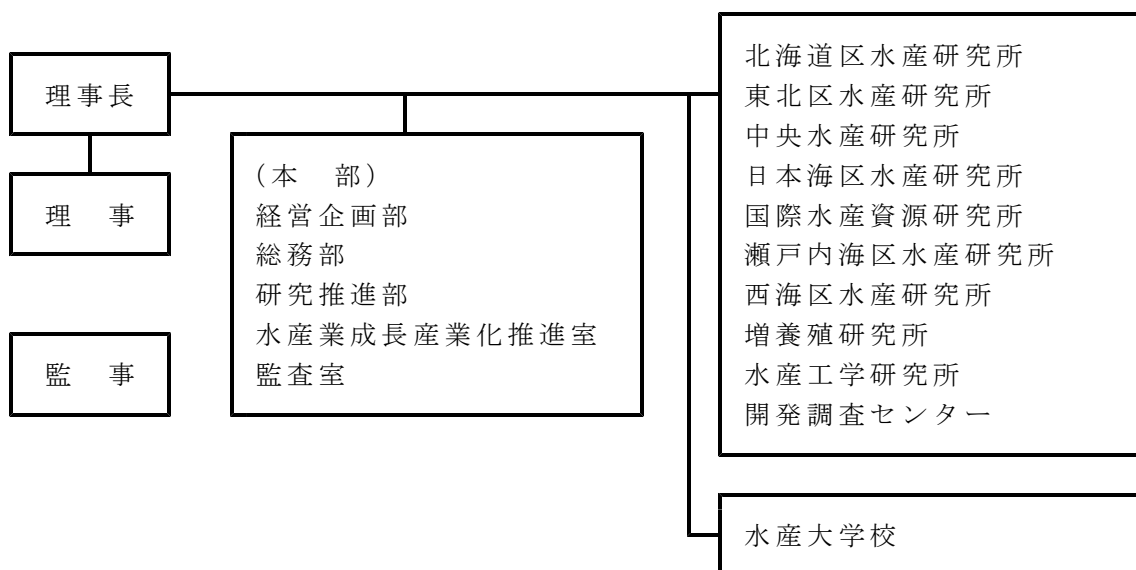 理事長
理　事
監　事
(本　部)
経営企画部
総務部
研究推進部
水産業成長産業化推進室
監査室
北海道区水産研究所
東北区水産研究所
中央水産研究所
日本海区水産研究所
国際水産資源研究所
瀬戸内海区水産研究所
西海区水産研究所
増養殖研究所
水産工学研究所
開発調査センター
水産大学校